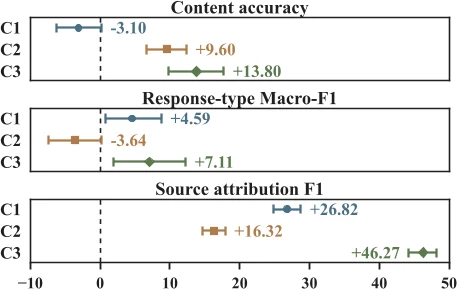 Content accuracy
C1 -3.10
C2 +9.60
C3 +13.80
Response-type Macro-F1
C1 +4.59
C2 -3.64
C3 +7.11
Source attribution F1
C1 +26.82
C2 +16.32
C3 +46.27
−10 0 10 20 30 40 50